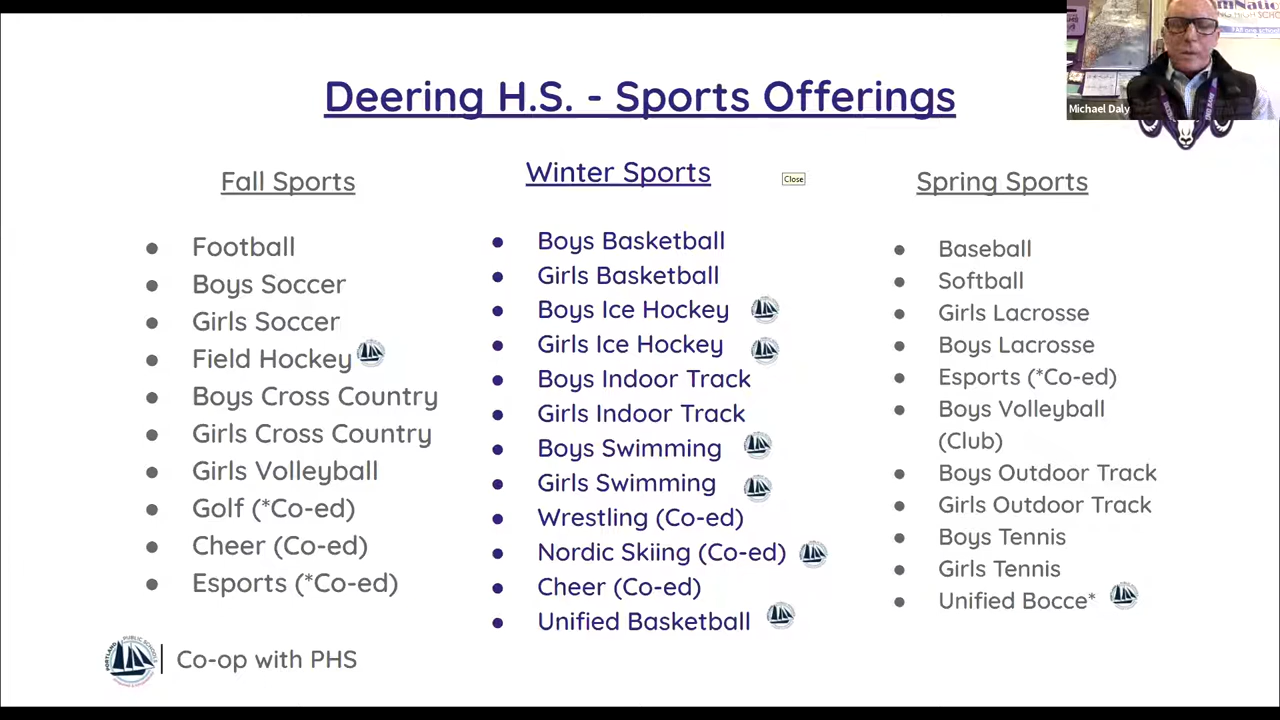 Deering H.S. - Sports Offerings
Michael Daly
Fall Sports
Football
Boys Soccer
Girls Soccer
Field Hockey
Boys Cross Country
Girls Cross Country
Girls Volleyball
Golf (*Co-ed)
Cheer (Co-ed)
Esports (*Co-ed)
Winter Sports
Close
Boys Basketball
Girls Basketball
Boys Ice Hockey
Girls Ice Hockey
Boys Indoor Track
Girls Indoor Track
Boys Swimming
Girls Swimming
Wrestling (Co-ed)
Nordic Skiing (Co-ed)
Cheer (Co-ed)
Unified Basketball
Spring Sports
Baseball
Softball
Girls Lacrosse
Boys Lacrosse
Esports (*Co-ed)
Boys Volleyball
(Club)
Boys Outdoor Track
Girls Outdoor Track
Boys Tennis
Girls Tennis
Unified Bocce*
PORTLAND PUBLIC SCHOOLS
Co-op with PHS